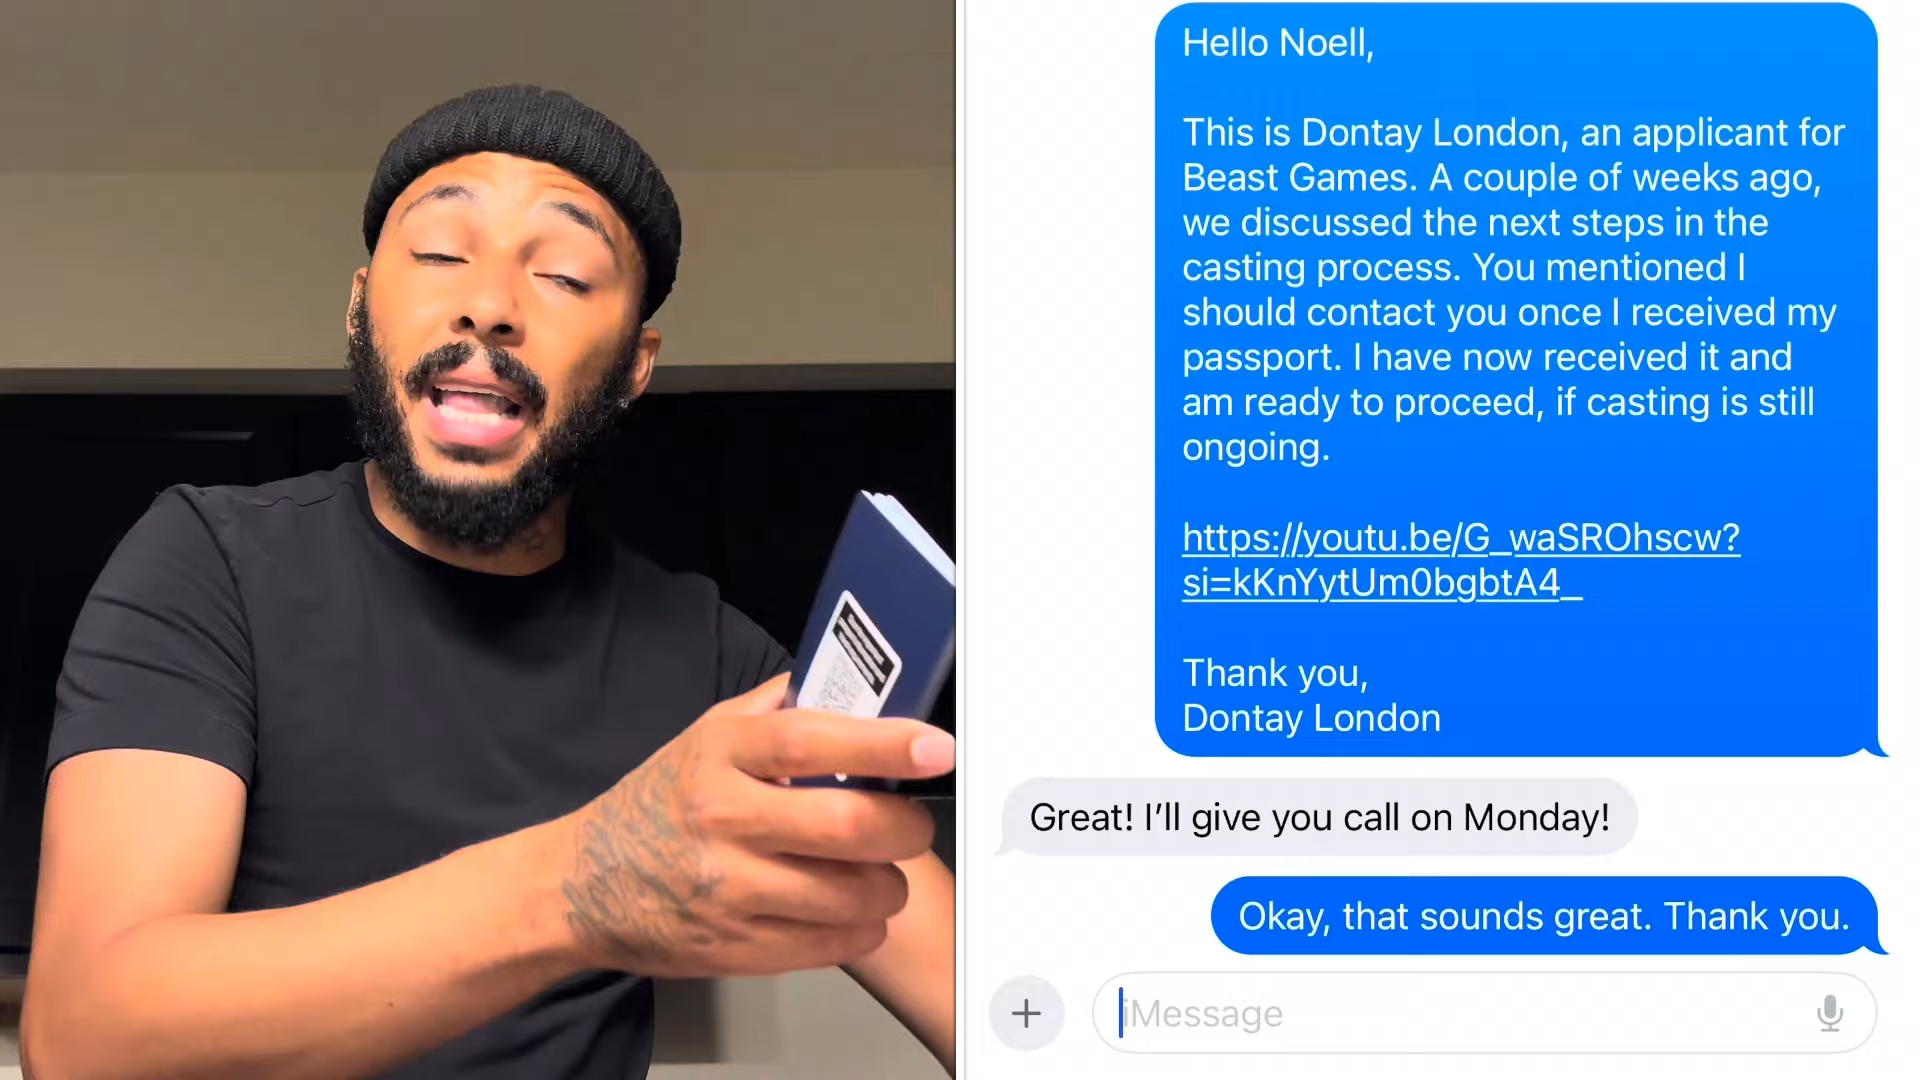 Hello Noell,
This is Dontay London, an applicant for
Beast Games. A couple of weeks ago,
we discussed the next steps in the
casting process. You mentioned I
should contact you once I received my
passport. I have now received it and
am ready to proceed, if casting is still
ongoing.
https://youtu.be/G_waSROhscw?
si=kKnYytUm0bgbtA4_
Thank you,
Dontay London
Great! I’ll give you call on Monday!
Okay, that sounds great. Thank you.
iMessage